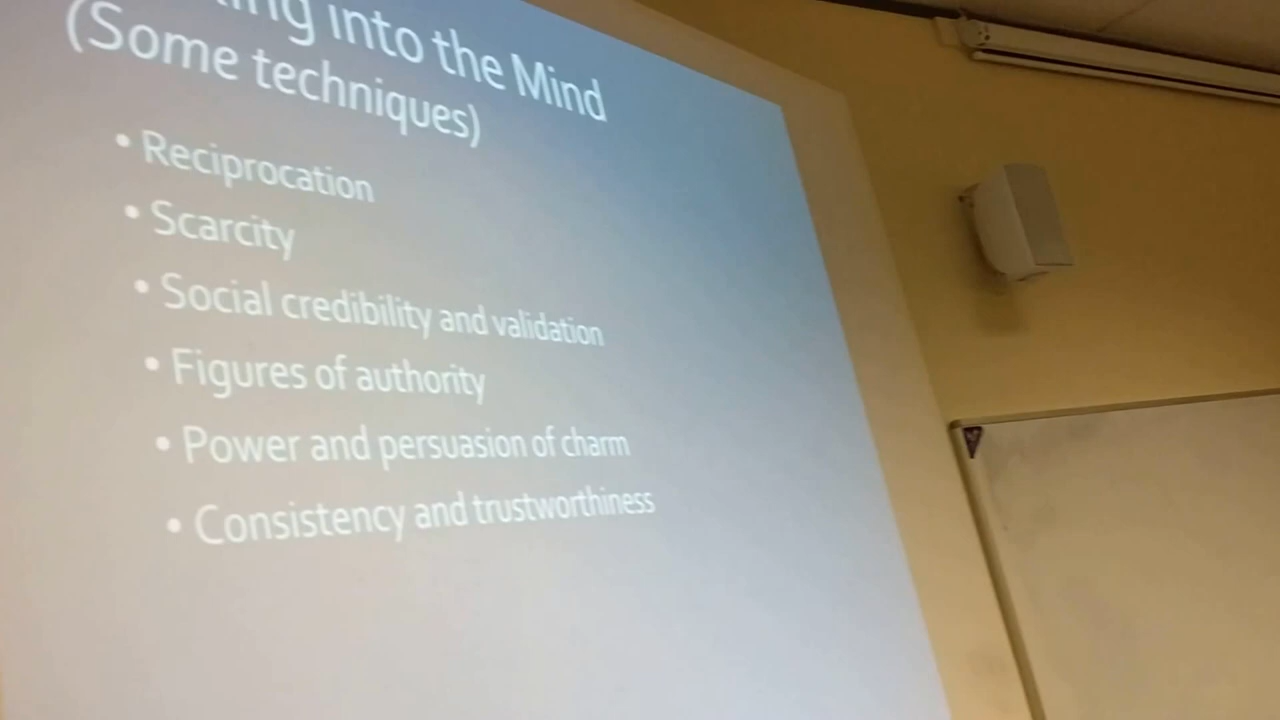 into the Mind
(Some techniques)
• Reciprocation
• Scarcity
• Social credibility and validation
• Figures of authority
• Power and persuasion of charm
• Consistency and trustworthiness